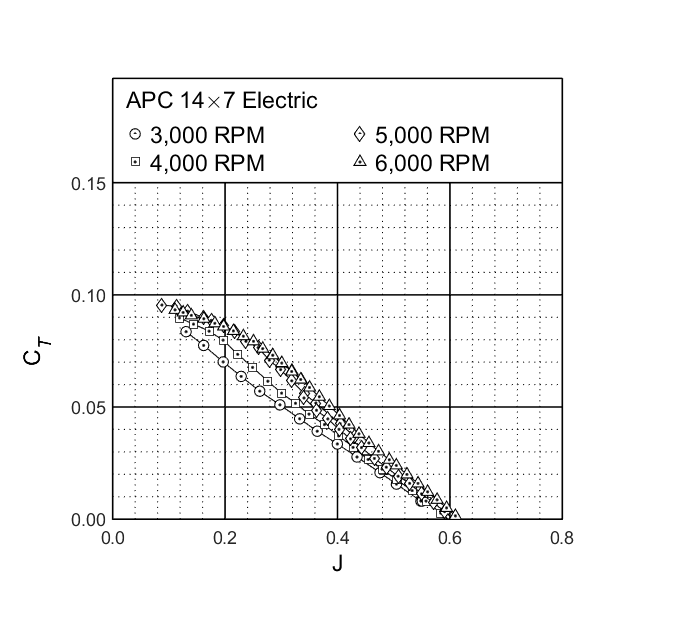 APC 14×7 Electric
3,000 RPM
5,000 RPM
4,000 RPM
6,000 RPM
0.15
0.10
0.05
0.00
C_T
0.0 0.2 0.4 0.6 0.8
J